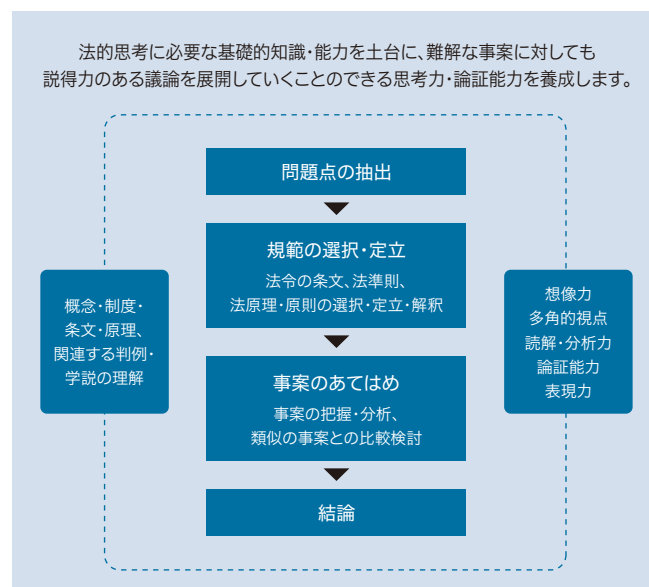 法的思考に必要な基礎的知識・能力を土台に、難解な事案に対しても
説得力のある議論を展開していくことのできる思考力・論証能力を養成します。
問題点の抽出
規範の選択・定立
法令の条文、法準則、
法原理・原則の選択・定立・解釈
概念・制度・
条文・原理、
関連する判例・
学説の理解
想像力
多角的視点
読解・分析力
論証能力
表現力
事案のあてはめ
事案の把握・分析、
類似の事案との比較検討
結論